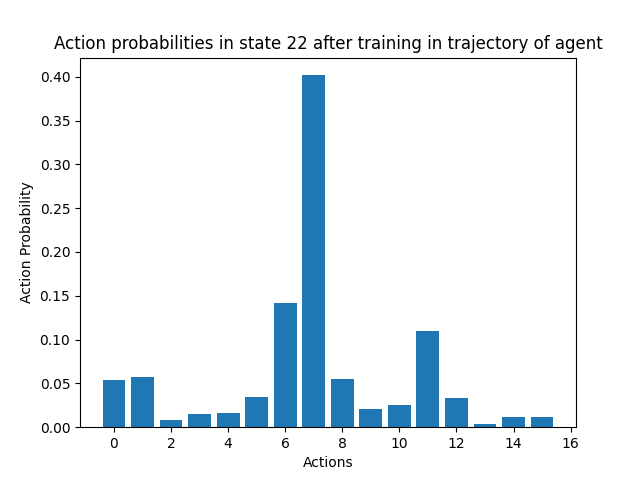 Action probabilities in state 22 after training in trajectory of agent
0.40
0.35
0.30
0.25
0.20
0.15
0.10
0.05
0.00
Action Probability
0 2 4 6 8 10 12 14 16
Actions